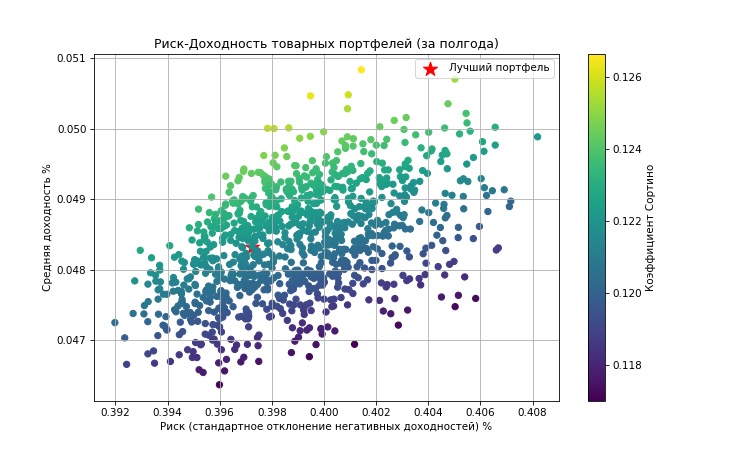 Риск-Доходность товарных портфелей (за полгода)
Лучший портфель
Средняя доходность %
0.051
0.050
0.049
0.048
0.047
0.392 0.394 0.396 0.398 0.400 0.402 0.404 0.406 0.408
Риск (стандартное отклонение негативных доходностей) %
0.126
0.124
0.122
0.120
0.118
Коэффициент Сортино